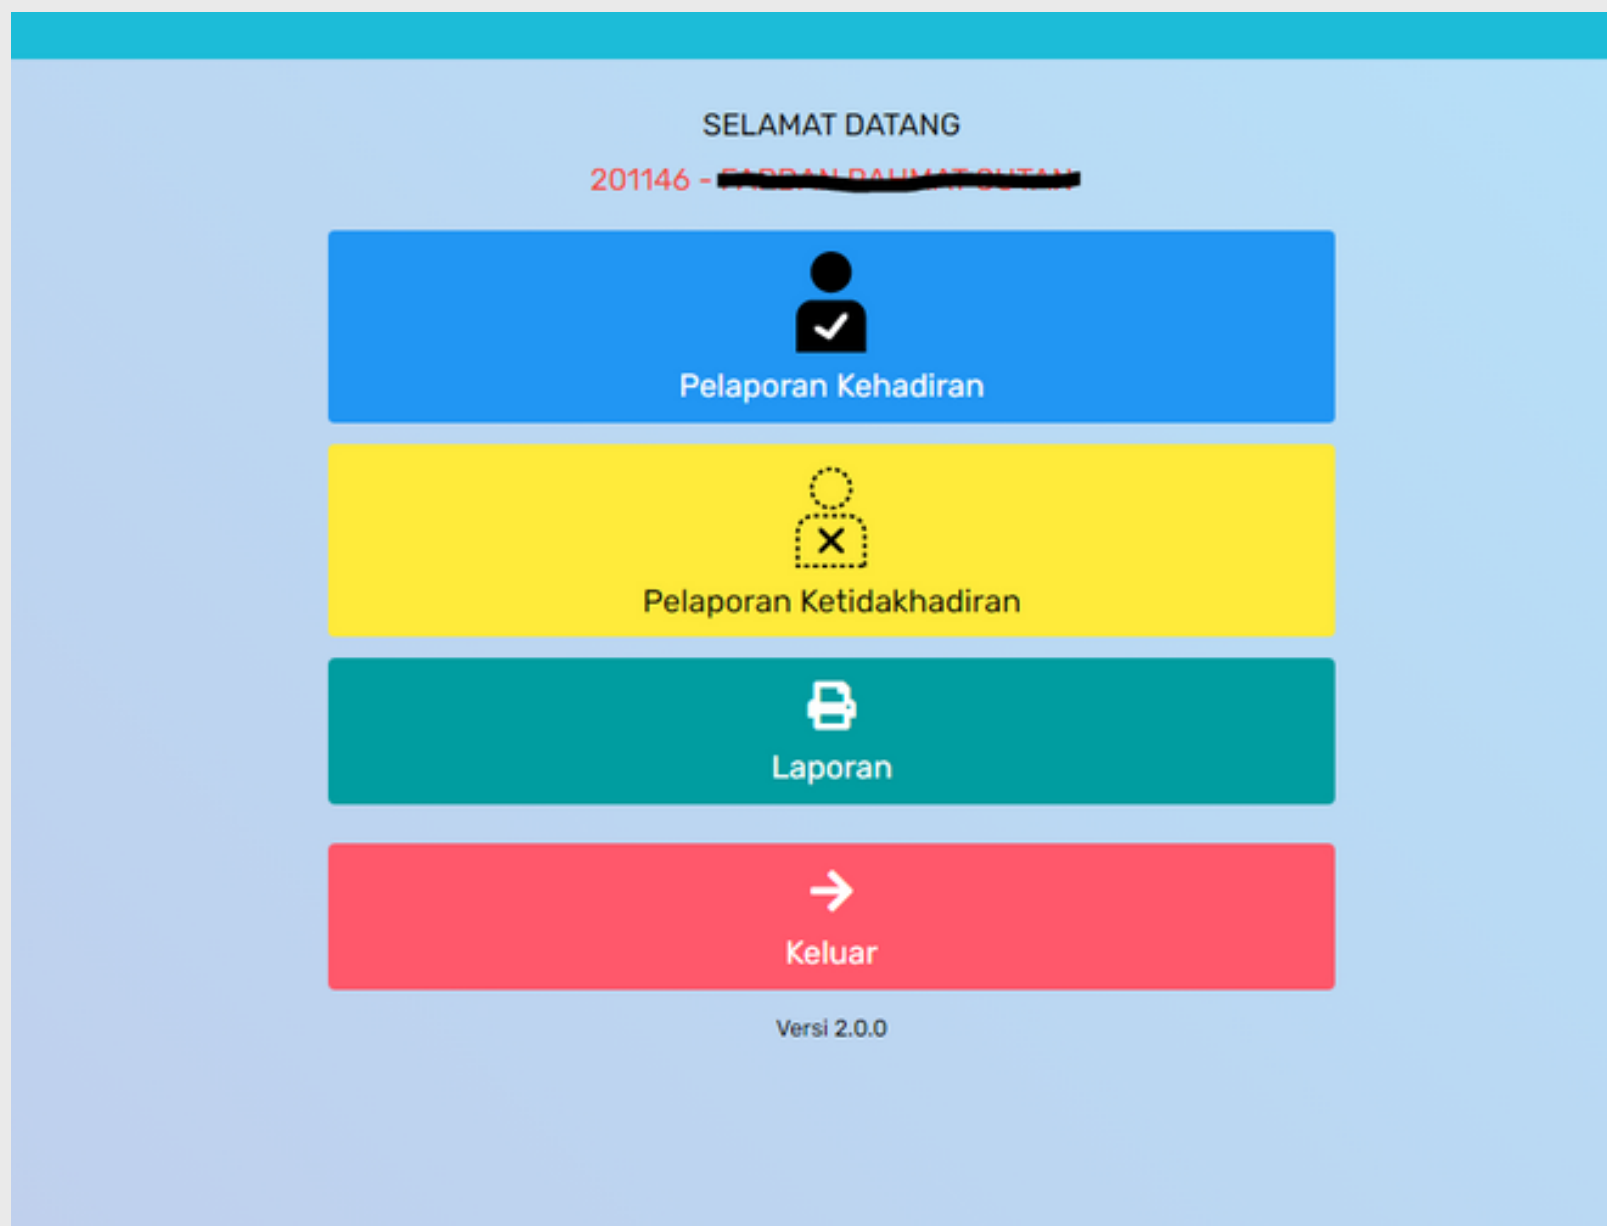 SELAMAT DATANG
201146 -
Pelaporan Kehadiran
Pelaporan Ketidakhadiran
Laporan
Keluar
Versi 2.0.0